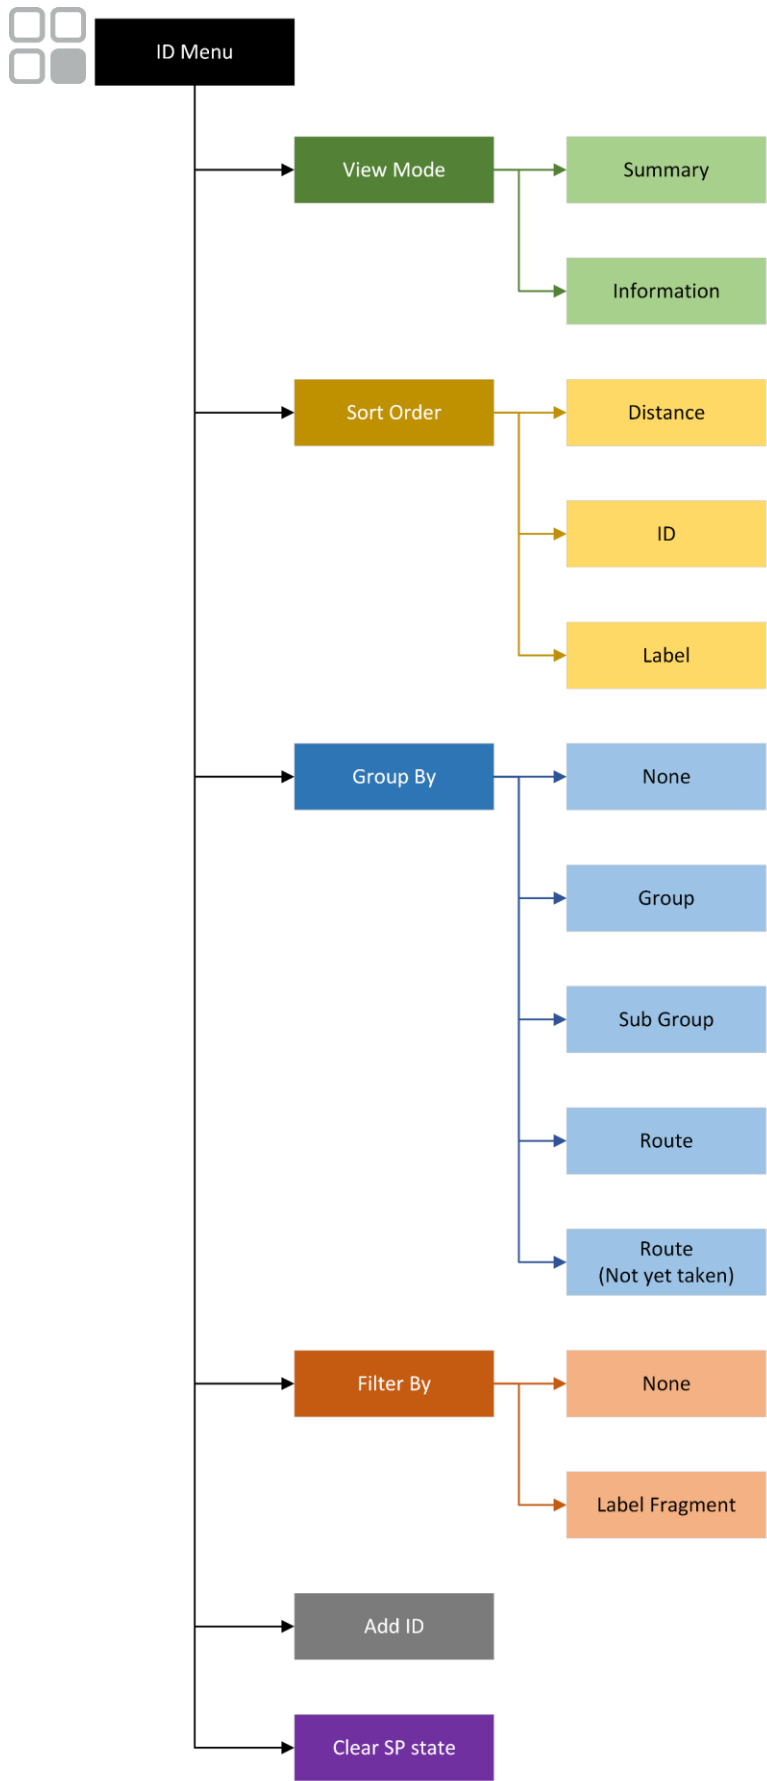 ID Menu
View Mode
Summary
Information
Sort Order
Distance
ID
Label
Group By
None
Group
Sub Group
Route
Route
(Not yet taken)
Filter By
None
Label Fragment
Add ID
Clear SP state